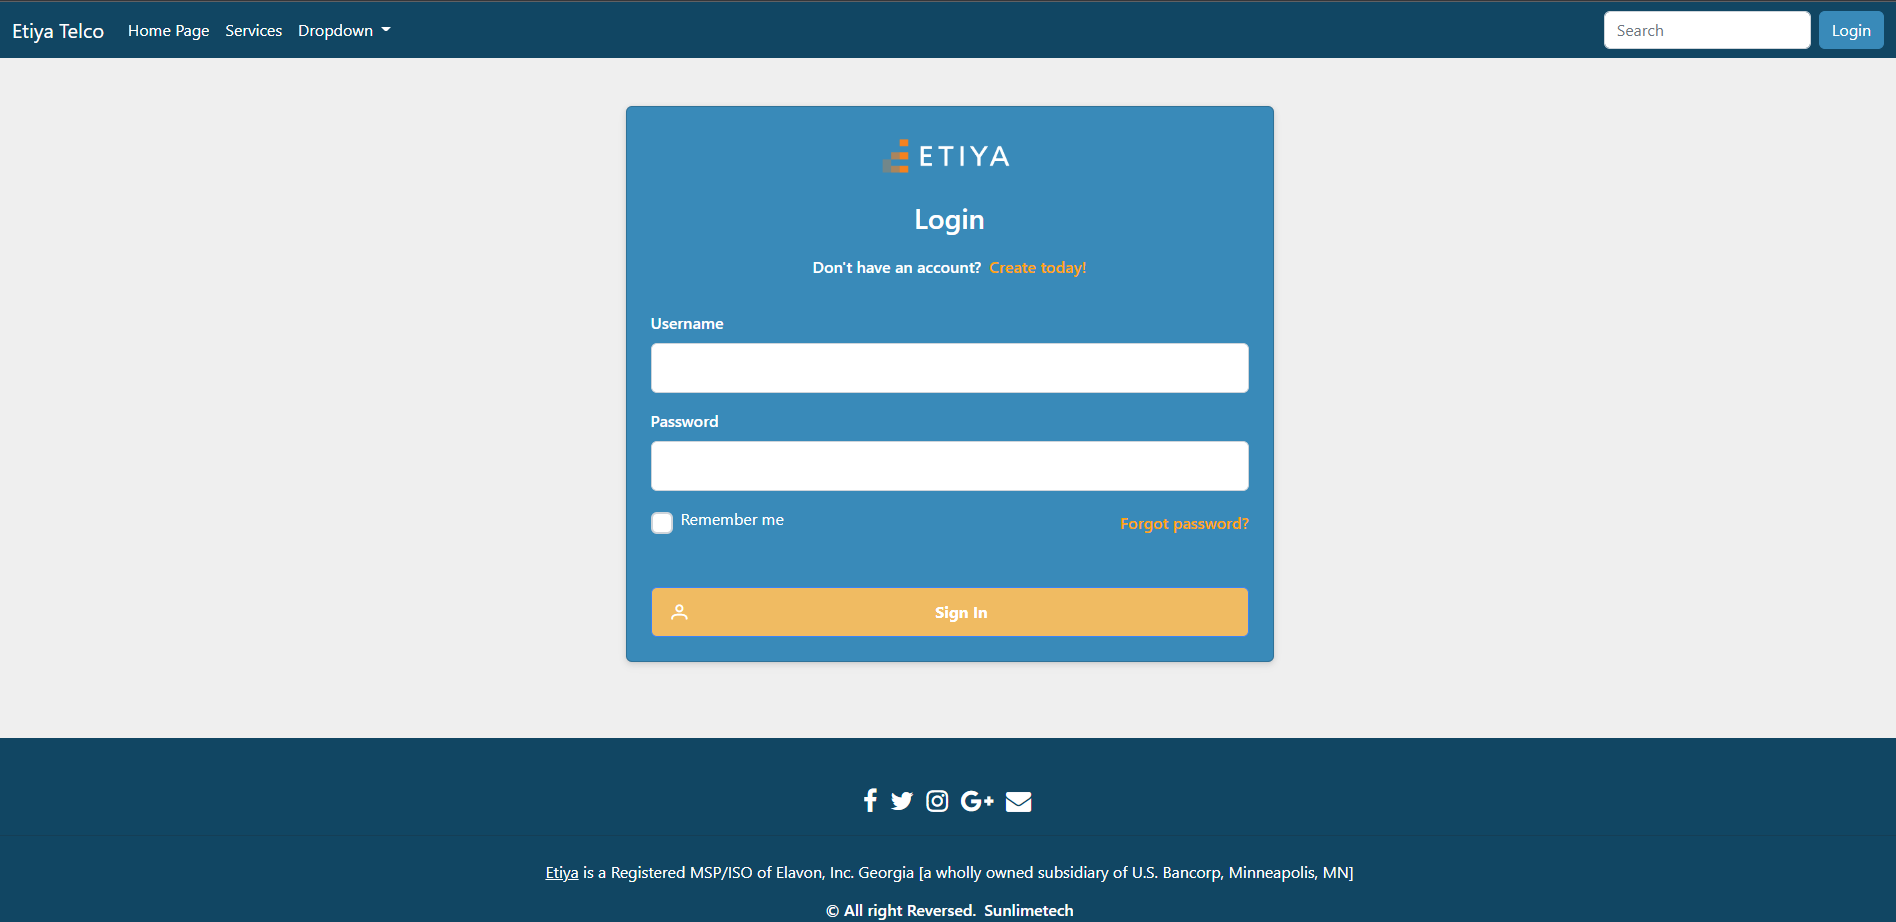 Etiya Telco Home Page Services Dropdown Search Login
ETIYA
Login
Don't have an account? Create today!
Username
Password
Remember me Forgot password?
Sign In
Etiya is a Registered MSP/ISO of Elavon, Inc. Georgia [a wholly owned subsidiary of U.S. Bancorp, Minneapolis, MN]
© All right Reversed. Sunlimetech